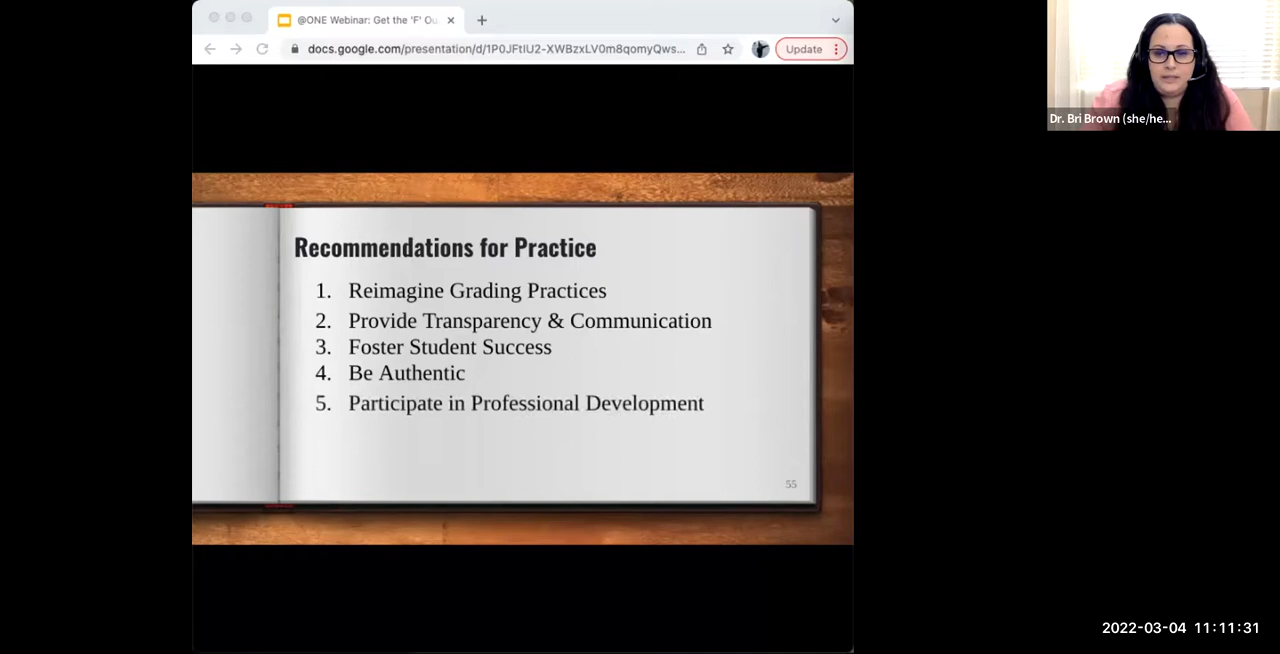 @ONE Webinar: Get the 'F' Ou
docs.google.com/presentation/d/1P0JFtIU2-XWBzxLV0m8qomyQws...
Update
Dr. Bri Brown (she/he...
Recommendations for Practice
1. Reimagine Grading Practices
2. Provide Transparency & Communication
3. Foster Student Success
4. Be Authentic
5. Participate in Professional Development
55
2022-03-04 11:11:31